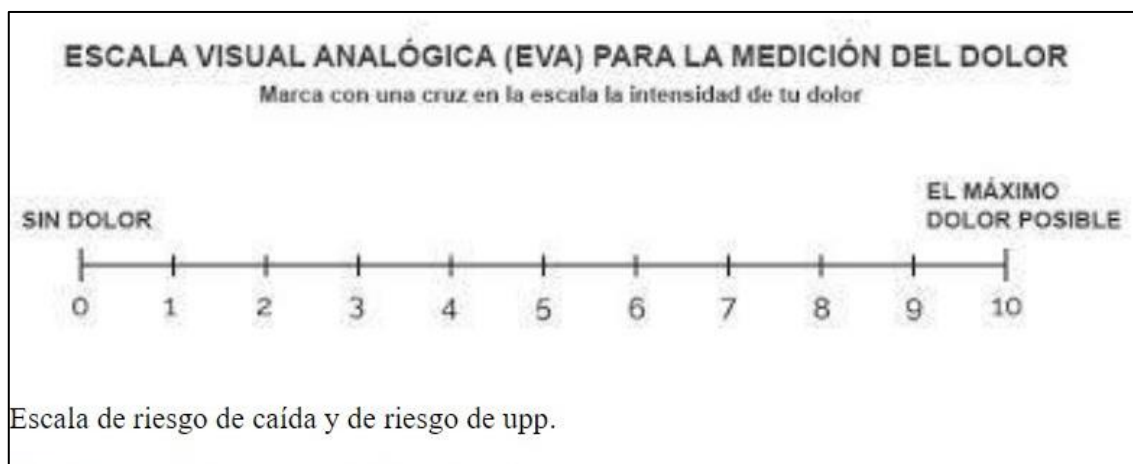 ESCALA VISUAL ANALÓGICA (EVA) PARA LA MEDICIÓN DEL DOLOR
Marca con una cruz en la escala la intensidad de tu dolor
EL MÁXIMO
SIN DOLOR DOLOR POSIBLE
0 1 2 3 4 5 6 7 8 9 10
Escala de riesgo de caída y de riesgo de upp.